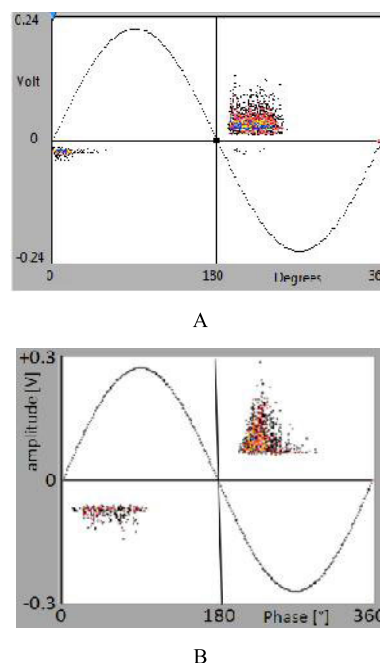 0.24
Volt
0
-0.24
0
180
Degrees
36
A
+0.3
amplitude [V]
0
-0.3
0
180
Phase [°]
360
B